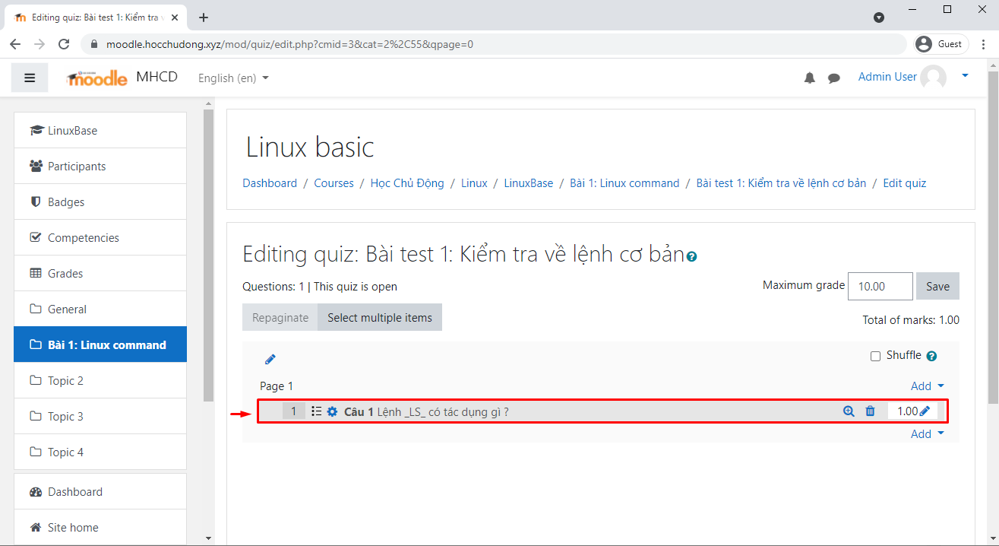 Editing quiz: Bài test 1: Kiểm tra v
moodle.hocchudong.xyz/mod/quiz/edit.php?cmid=3&cat=2%2C55&qpage=0
Guest
moodle MHCD English (en)
Admin User
LinuxBase
Participants
Badges
Competencies
Grades
General
Bài 1: Linux command
Topic 2
Topic 3
Topic 4
Dashboard
Site home
Linux basic
Dashboard / Courses / Học Chủ Động / Linux / LinuxBase / Bài 1: Linux command / Bài test 1: Kiểm tra về lệnh cơ bản / Edit quiz
Editing quiz: Bài test 1: Kiểm tra về lệnh cơ bản
Questions: 1 | This quiz is open
Maximum grade 10.00 Save
Repaginate Select multiple items
Total of marks: 1.00
Shuffle
Page 1 Add
1 Câu 1 Lệnh _LS_ có tác dụng gì ? 1.00
Add